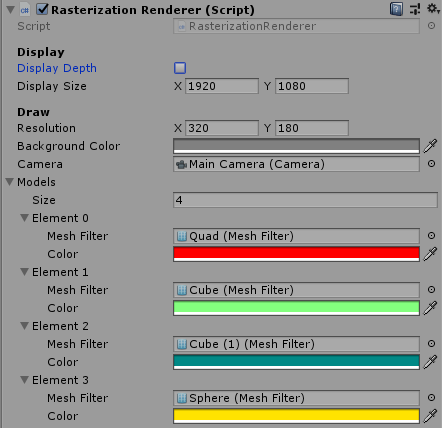 Rasterization Renderer (Script)
Script RasterizationRenderer
Display
Display Depth
Display Size X 1920 Y 1080
Draw
Resolution X 320 Y 180
Background Color
Camera Main Camera (Camera)
Models
Size 4
Element 0
Mesh Filter Quad (Mesh Filter)
Color
Element 1
Mesh Filter Cube (Mesh Filter)
Color
Element 2
Mesh Filter Cube (1) (Mesh Filter)
Color
Element 3
Mesh Filter Sphere (Mesh Filter)
Color